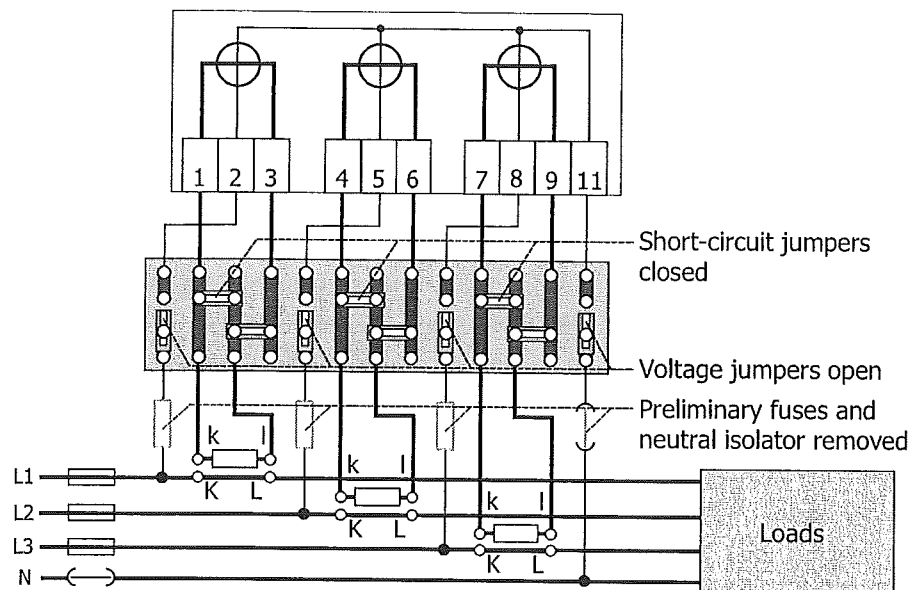 1 2 3 4 5 6 7 8 9 11
Short-circuit jumpers
closed
Voltage jumpers open
Preliminary fuses and
neutral isolator removed
k l
k l
k l
L1
K L
L2
K L
L3
K L
N
Loads